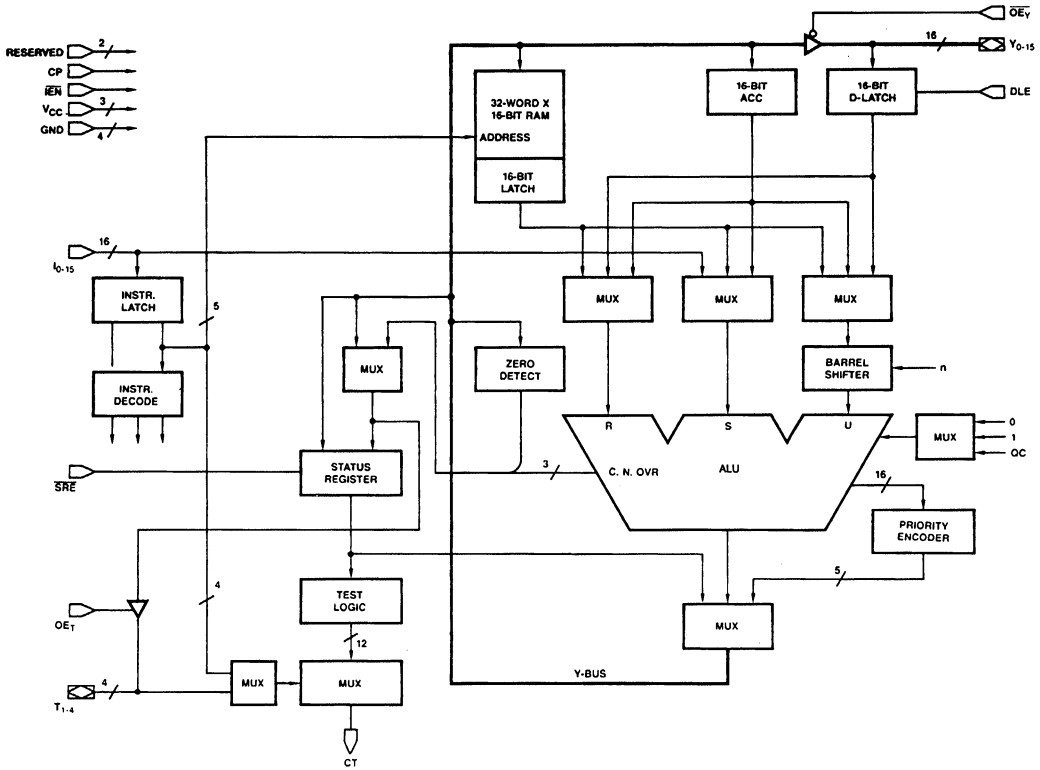 OE_Y
16
Y0-15
RESERVED
2
CP
IEN
VCC
3
GND
4
32-WORD X
16-BIT RAM
ADDRESS
16-BIT
LATCH
16-BIT
ACC
16-BIT
D-LATCH
DLE
I0-15
16
INSTR.
LATCH
5
MUX
MUX
MUX
MUX
ZERO
DETECT
BARREL
SHIFTER
n
INSTR.
DECODE
R
S
U
MUX
0
1
QC
C. N. OVR
ALU
3
SRE
STATUS
REGISTER
16
PRIORITY
ENCODER
5
4
TEST
LOGIC
12
OET
MUX
Y-BUS
T1-4
4
MUX
MUX
CT